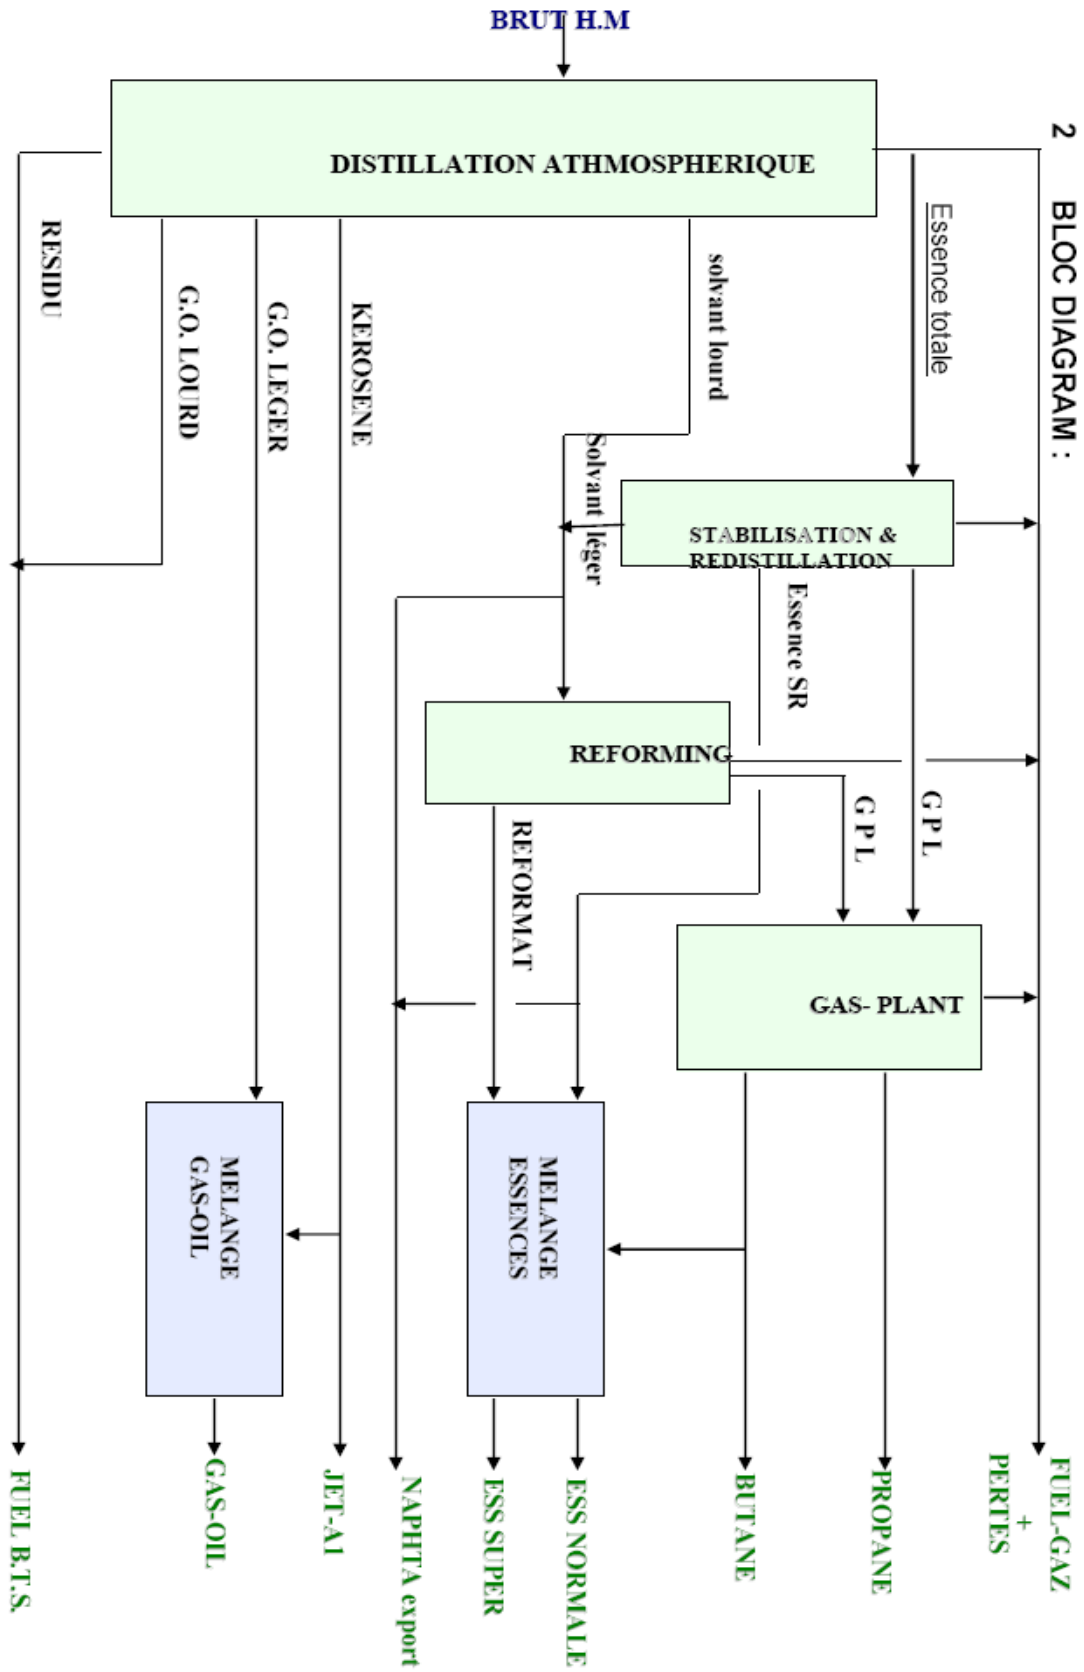 2 BLOC DIAGRAM :
BRUT H.M
DISTILLATION ATHMOSPHERIQUE
Essence totale
solvant lourd
KEROSENE
G.O. LEGER
G.O. LOURD
RESIDU
Solvant léger
STABILISATION &
REDISTILLATION
Essence SR
REFORMING
G P L
G P L
REFORMAT
GAS- PLANT
MELANGE
ESSENCES
MELANGE
GAS-OIL
FUEL-GAZ
+
PERTES
PROPANE
BUTANE
ESS NORMALE
ESS SUPER
NAPHTA export
JET-A1
GAS-OIL
FUEL B.T.S.